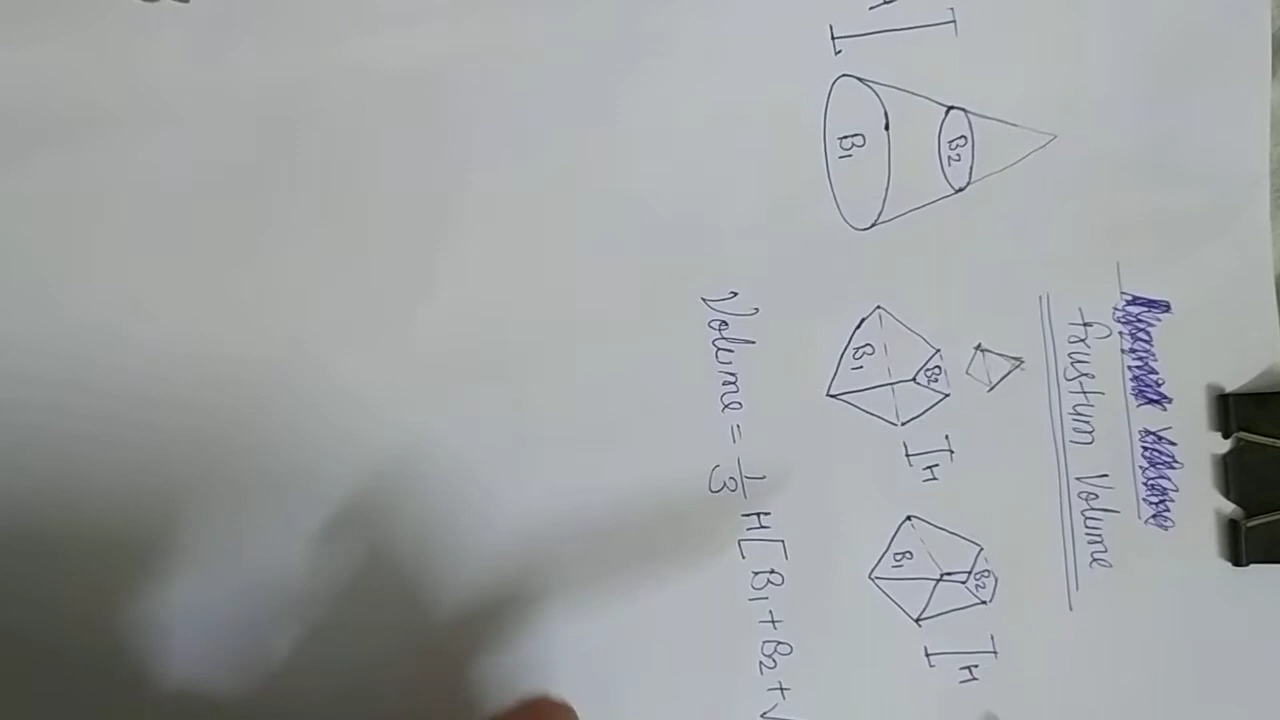 frustum Volume
B2
B1
H
B2
B1
H
B2
B1
Volume = 1/3 H[B1+B2+√